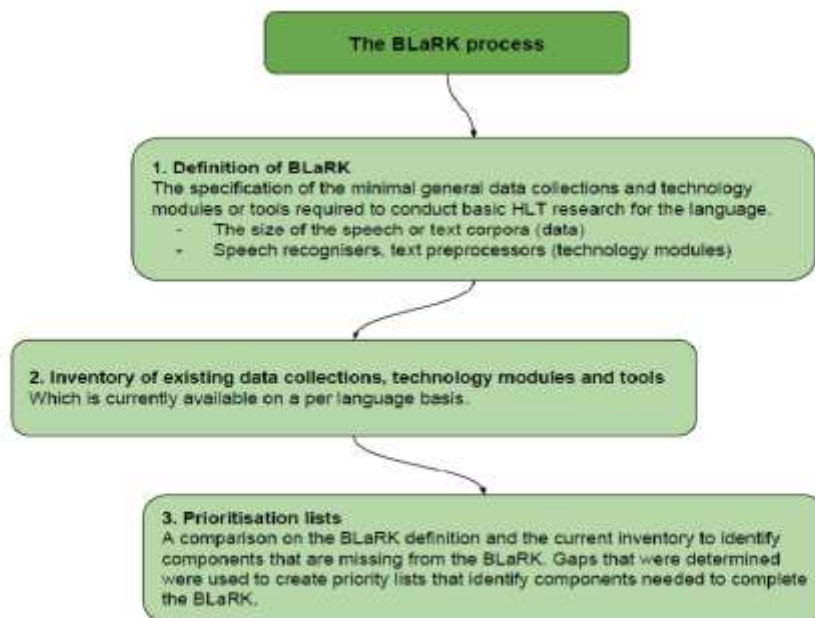 The BLaRK process
1. Definition of BLaRK
The specification of the minimal general data collections and technology
modules or tools required to conduct basic HLT research for the language.
- The size of the speech or text corpora (data)
- Speech recognisers, text preprocessors (technology modules)
2. Inventory of existing data collections, technology modules and tools
Which is currently available on a per language basis.
3. Prioritisation lists
A comparison on the BLaRK definition and the current inventory to identify
components that are missing from the BLaRK. Gaps that were determined
were used to create priority lists that identify components needed to complete
the BLaRK.